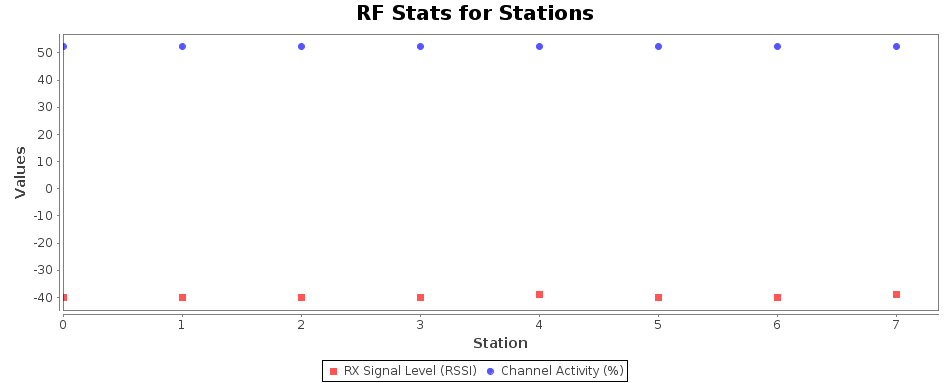 RF Stats for Stations
Values
50
40
30
20
10
0
-10
-20
-30
-40
0 1 2 3 4 5 6 7
Station
RX Signal Level (RSSI) Channel Activity (%)